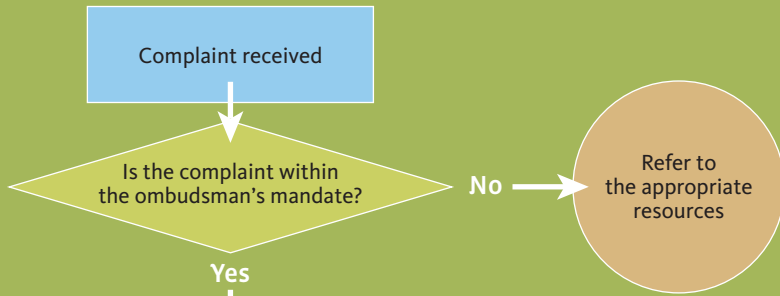 Complaint received
Is the complaint within
the ombudsman's mandate?
No
Refer to
the appropriate
resources
Yes